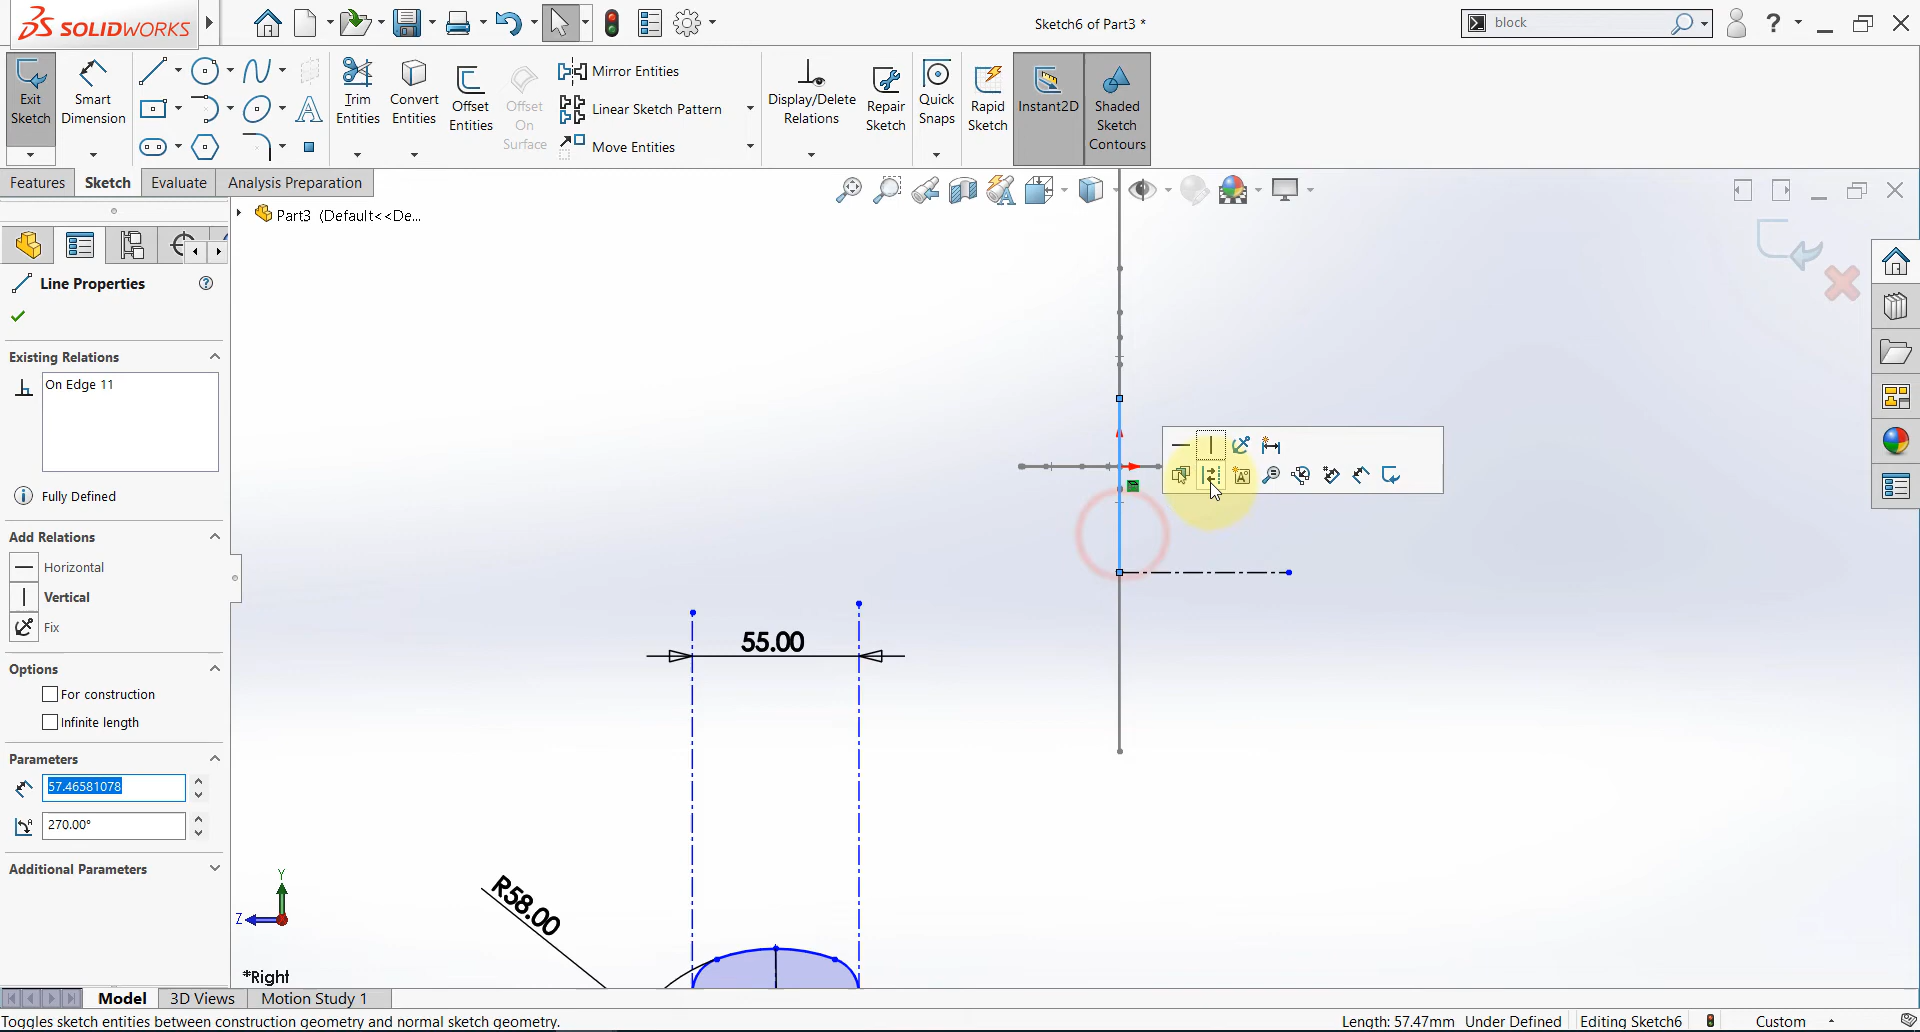 SOLIDWORKS
Sketch6 of Part3 *
block
Exit Sketch
Smart Dimension
Trim Entities
Convert Entities
Offset Entities
Offset On Surface
Mirror Entities
Linear Sketch Pattern
Move Entities
Display/Delete Relations
Repair Sketch
Quick Snaps
Rapid Sketch
Instant2D
Shaded Sketch Contours
Features
Sketch
Evaluate
Analysis Preparation
Part3 (Default<<De...
Line Properties
Existing Relations
On Edge 11
Fully Defined
Add Relations
Horizontal
Vertical
Fix
Options
For construction
Infinite length
Parameters
57.46581078
270.00°
Additional Parameters
55.00
R58.00
Y
Z
*Right
Model
3D Views
Motion Study 1
Toggles sketch entities between construction geometry and normal sketch geometry.
Length: 57.47mm
Under Defined
Editing Sketch6
Custom